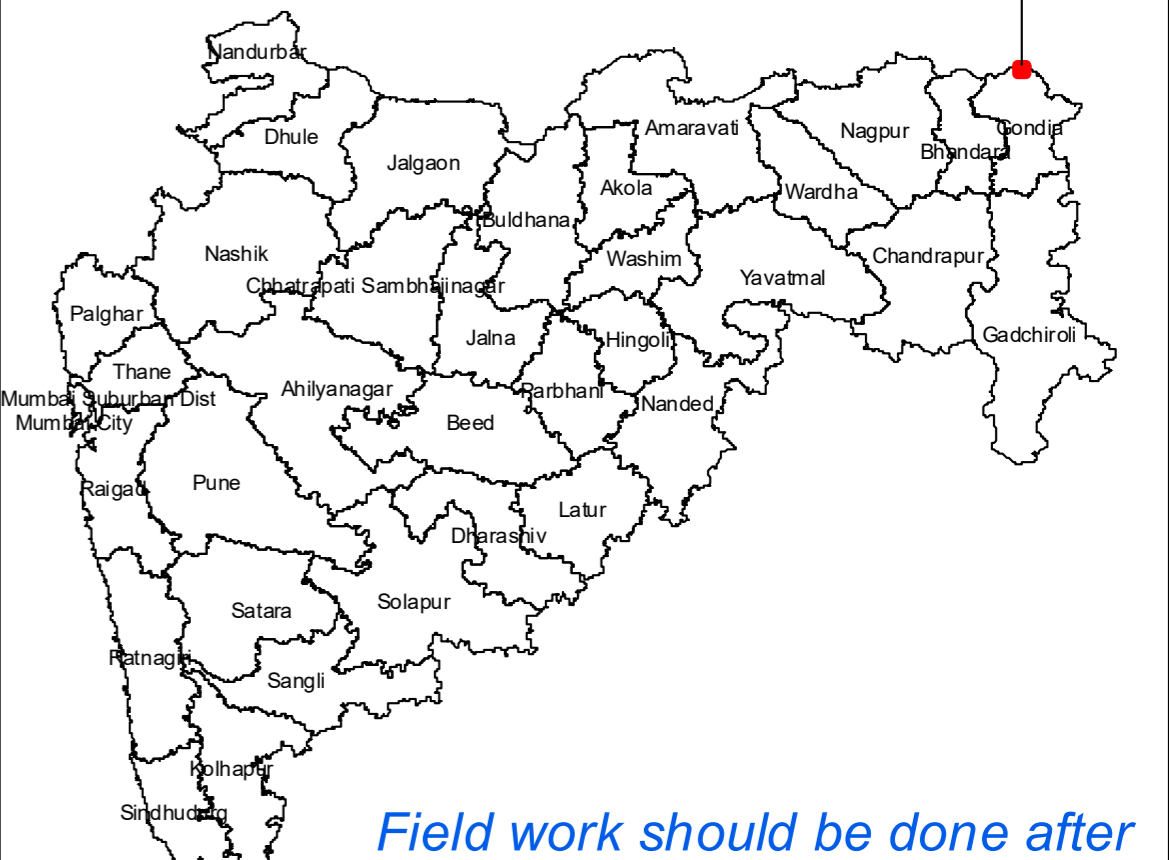 Nandurbar
Dhule
Jalgaon
Amaravati
Nagpur
Gondia
Bhandara
Akola
Wardha
Buldhana
Nashik
Washim
Chandrapur
Yavatmal
Chhatrapati Sambhajinagar
Palghar
Jalna
Hingoli
Gadchiroli
Thane
Ahilyanagar
Parbhani
Mumbai Suburban Dist
Nanded
Mumbai City
Beed
Raigad
Pune
Latur
Dharashiv
Solapur
Satara
Ratnagiri
Sangli
Kolhapur
Sindhudurg
Field work should be done after